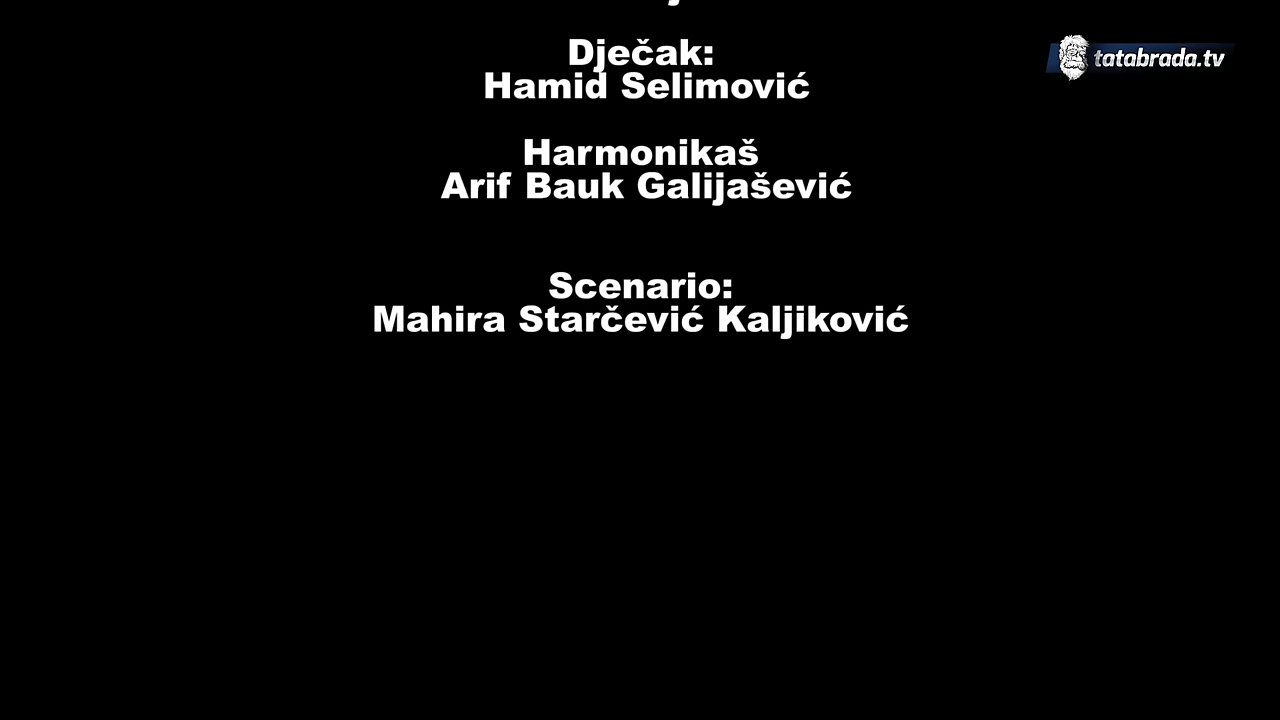 Dječak:
Hamid Selimović
Harmonikaš
Arif Bauk Galijašević
Scenario:
Mahira Starčević Kaljiković
tatabrada.tv